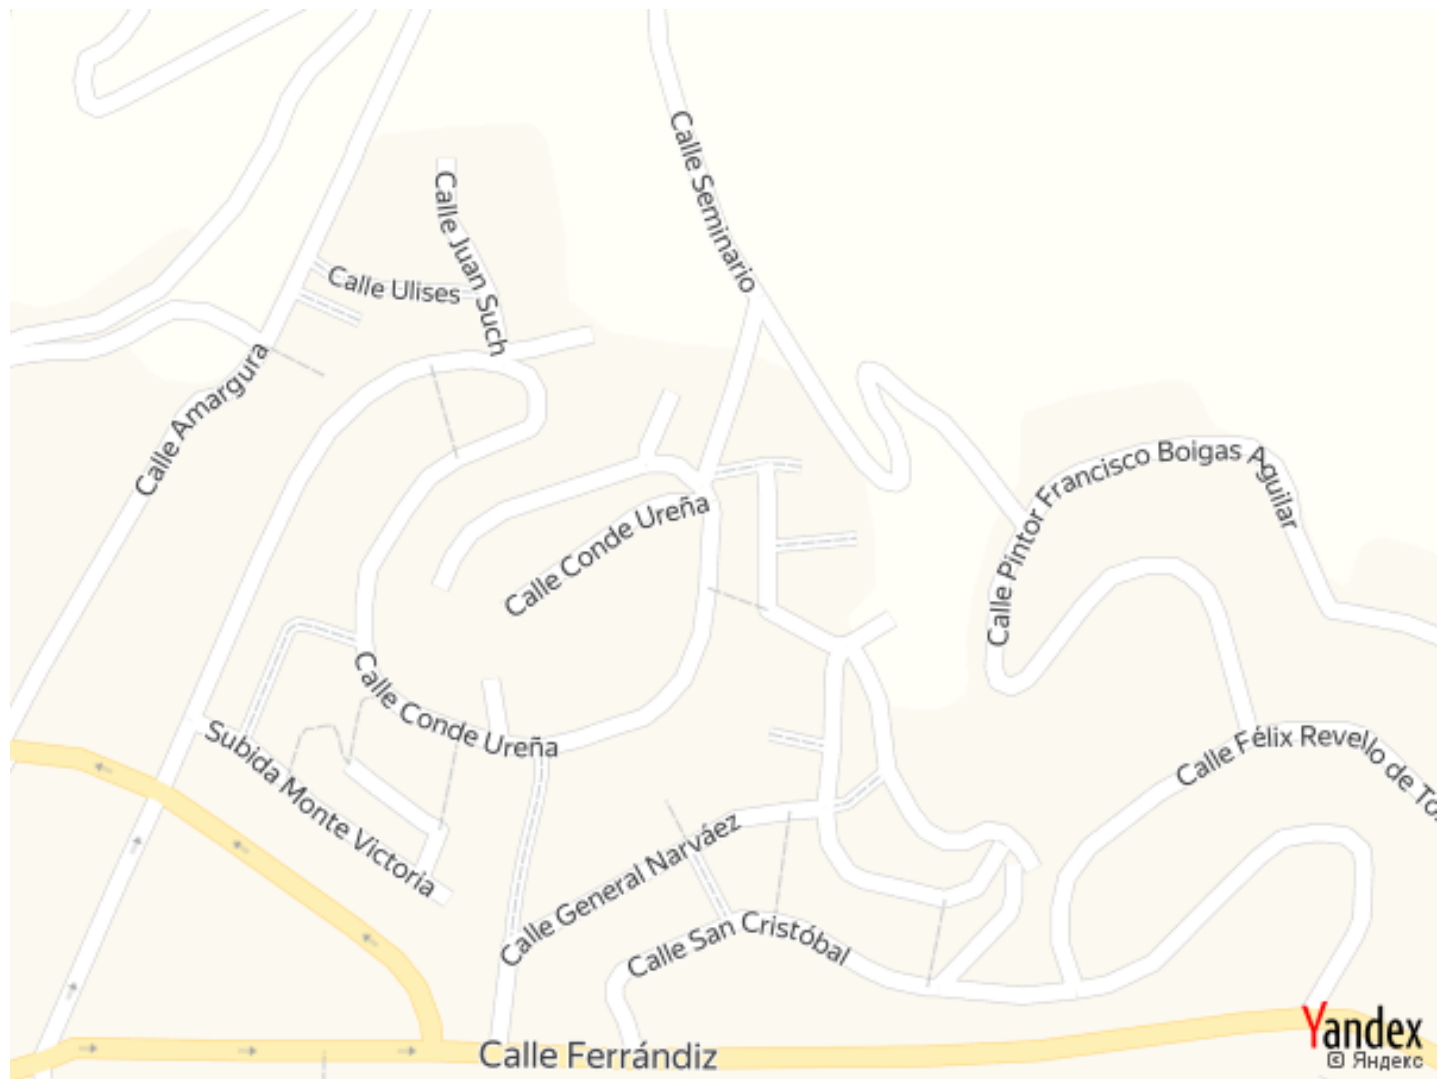 Calle Seminario
Calle Juan Such
Calle Ulises
Calle Amargura
Calle Pintor Francisco Boigas Aguilar
Calle Conde Ureña
Calle Conde Ureña
Subida Monte Victoria
Calle Félix Revello de To
Calle General Narváez
Calle San Cristóbal
Calle Ferrándiz
Yandex
© Яндекс